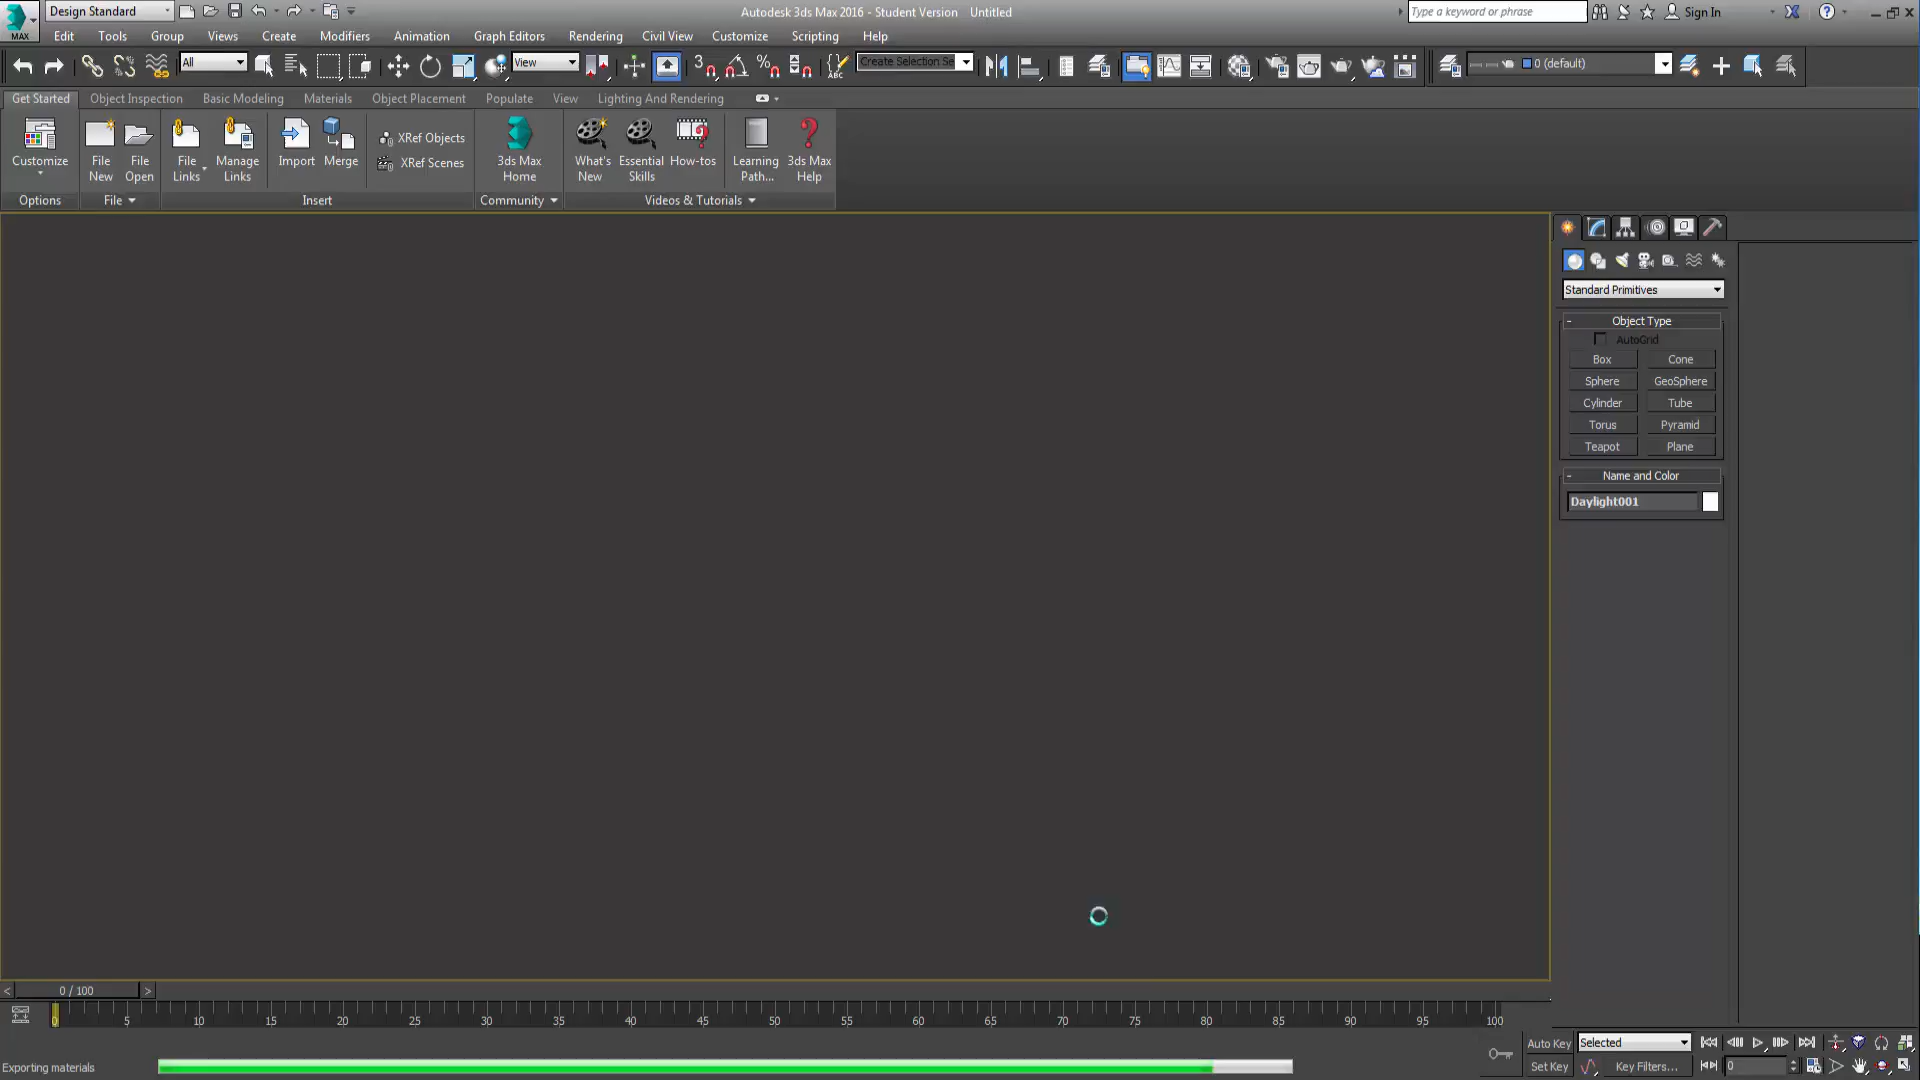 Design Standard
Autodesk 3ds Max 2016 - Student Version    Untitled
Type a keyword or phrase
Sign In
MAX
Edit Tools Group Views Create Modifiers Animation Graph Editors Rendering Civil View Customize Scripting Help
All
View
3
%
ABC
Create Selection Se
0 (default)
Get Started Object Inspection Basic Modeling Materials Object Placement Populate View Lighting And Rendering
Customize
File New
File Open
File Links
Manage Links
Import
Merge
XRef Objects
XRef Scenes
3ds Max Home
What's New
Essential Skills
How-tos
Learning Path...
3ds Max Help
Options File Insert Community Videos & Tutorials
Standard Primitives
- Object Type
AutoGrid
Box Cone
Sphere GeoSphere
Cylinder Tube
Torus Pyramid
Teapot Plane
- Name and Color
Daylight001
< 0 / 100 >
0 5 10 15 20 25 30 35 40 45 50 55 60 65 70 75 80 85 90 95 100
Auto Key Selected
Exporting materials
Set Key Key Filters... 0